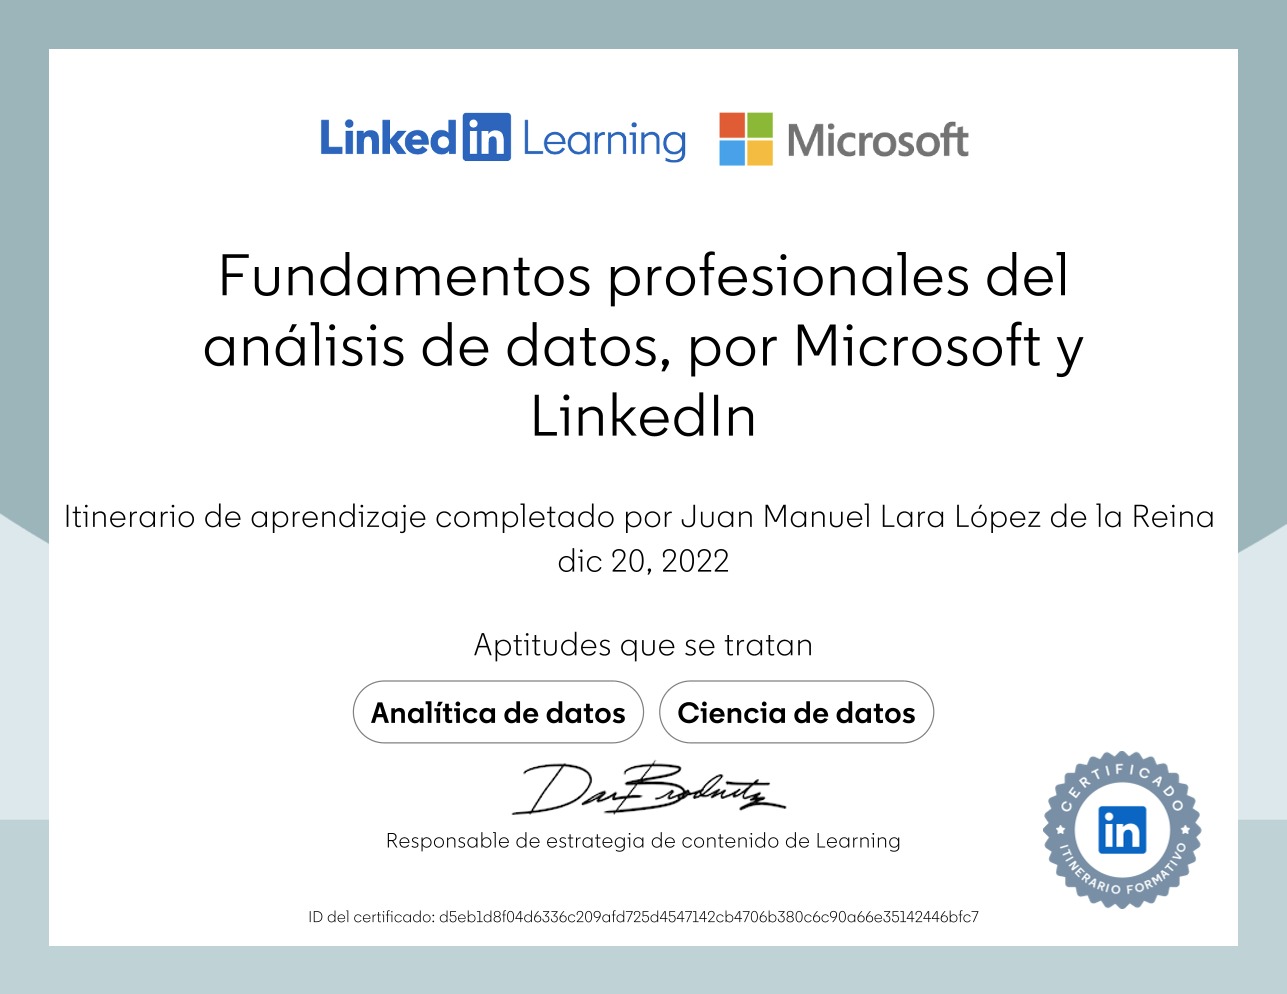 LinkedIn Learning Microsoft
Fundamentos profesionales del
análisis de datos, por Microsoft y
LinkedIn
Itinerario de aprendizaje completado por Juan Manuel Lara López de la Reina
dic 20, 2022
Aptitudes que se tratan
Analítica de datos Ciencia de datos
Dan Brodnitz
Responsable de estrategia de contenido de Learning
CERTIFICADO
in
ITINERARIO FORMATIVO
ID del certificado: d5eb1d8f04d6336c209afd725d4547142cb4706b380c6c90a66e35142446bfc7